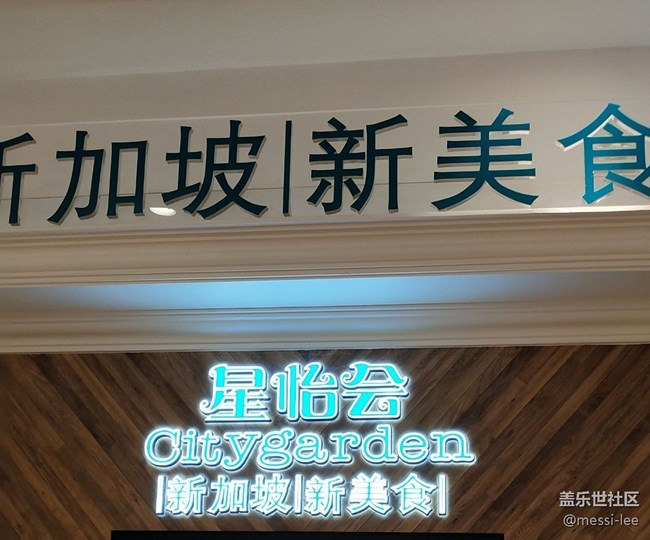 新加坡|新美食
星怡会
Citygarden
|新加坡|新美食|
盖乐世社区
@messi-lee